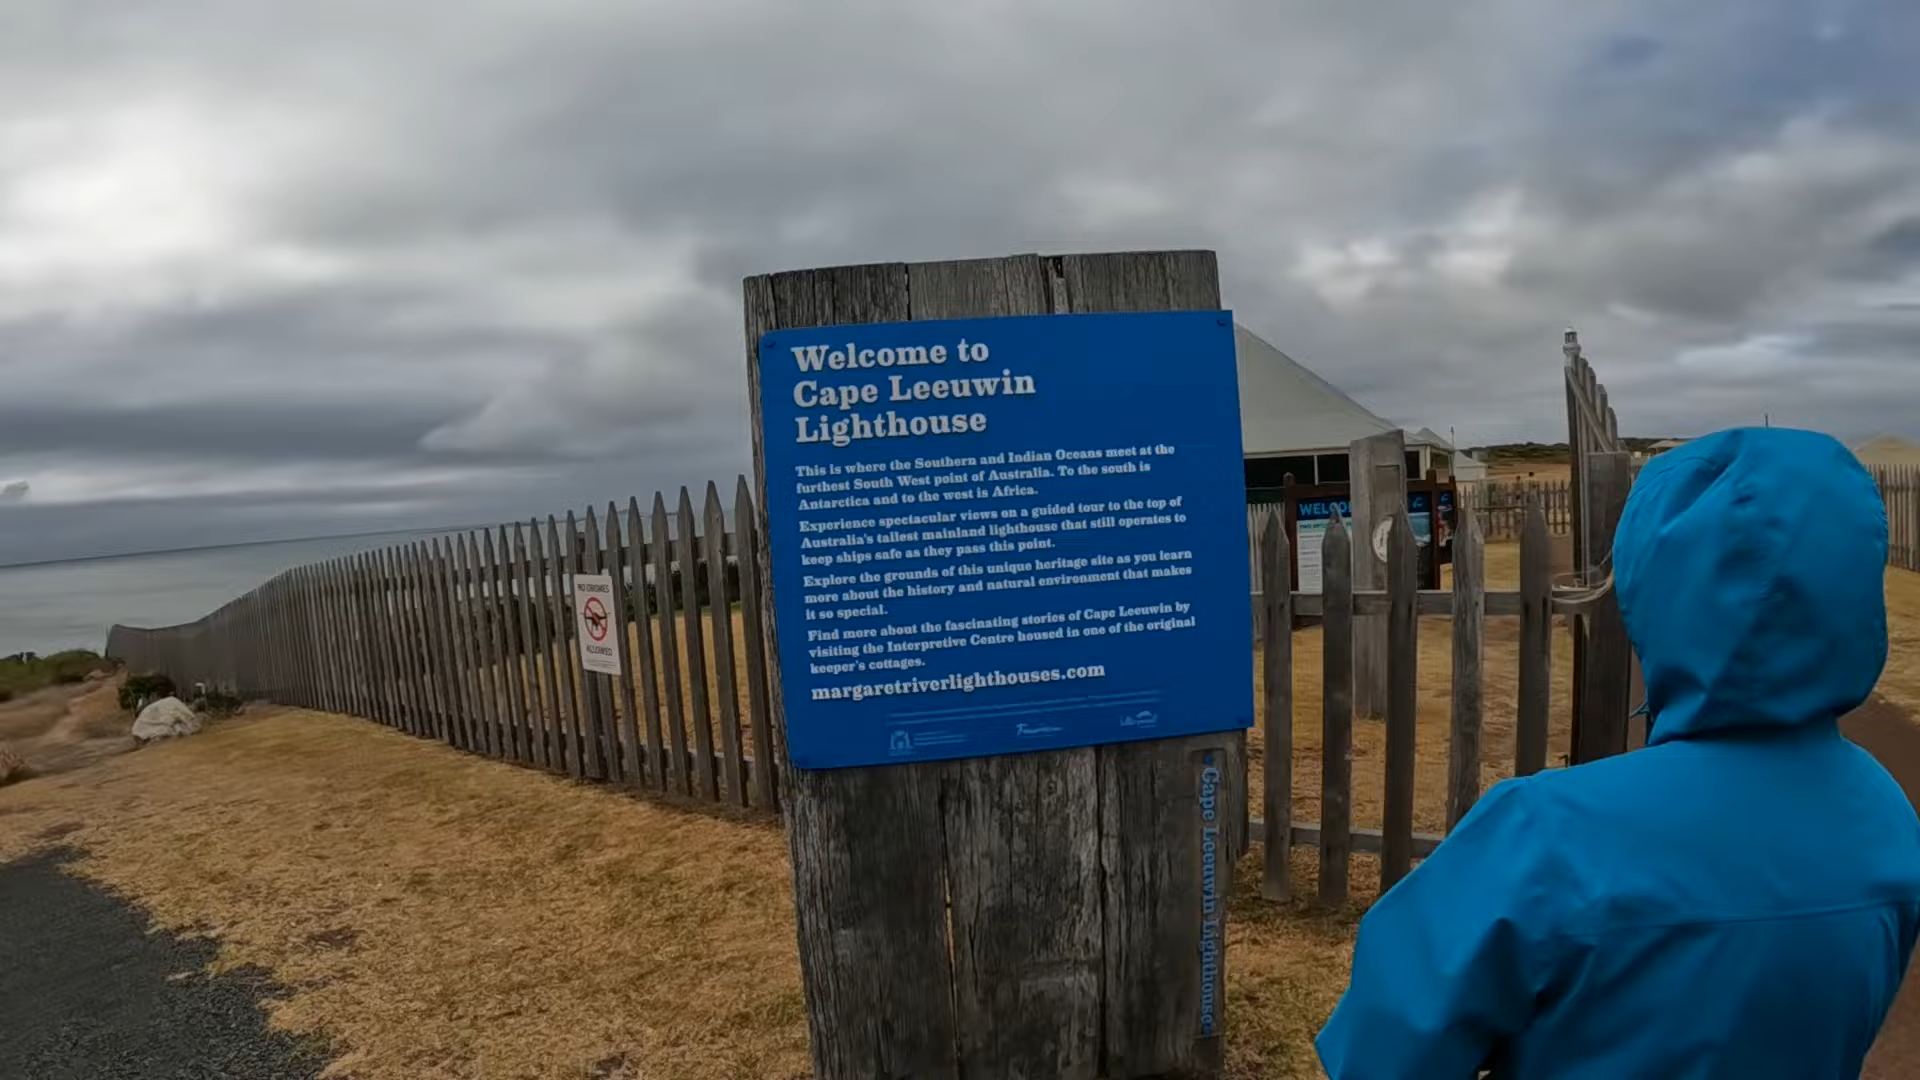 Welcome to
Cape Leeuwin
Lighthouse
This is where the Southern and Indian Oceans meet at the
furthest South West point of Australia. To the south is
Antarctica and to the west is Africa.
Experience spectacular views on a guided tour to the top of
Australia's tallest mainland lighthouse that still operates to
keep ships safe as they pass this point.
Explore the grounds of this unique heritage site as you learn
more about the history and natural environment that makes
it so special.
Find more about the fascinating stories of Cape Leeuwin by
visiting the Interpretive Centre housed in one of the original
keeper's cottages.
margaretriverlighthouses.com
Cape Leeuwin Lighthouse
NO DRONES
ALLOWED